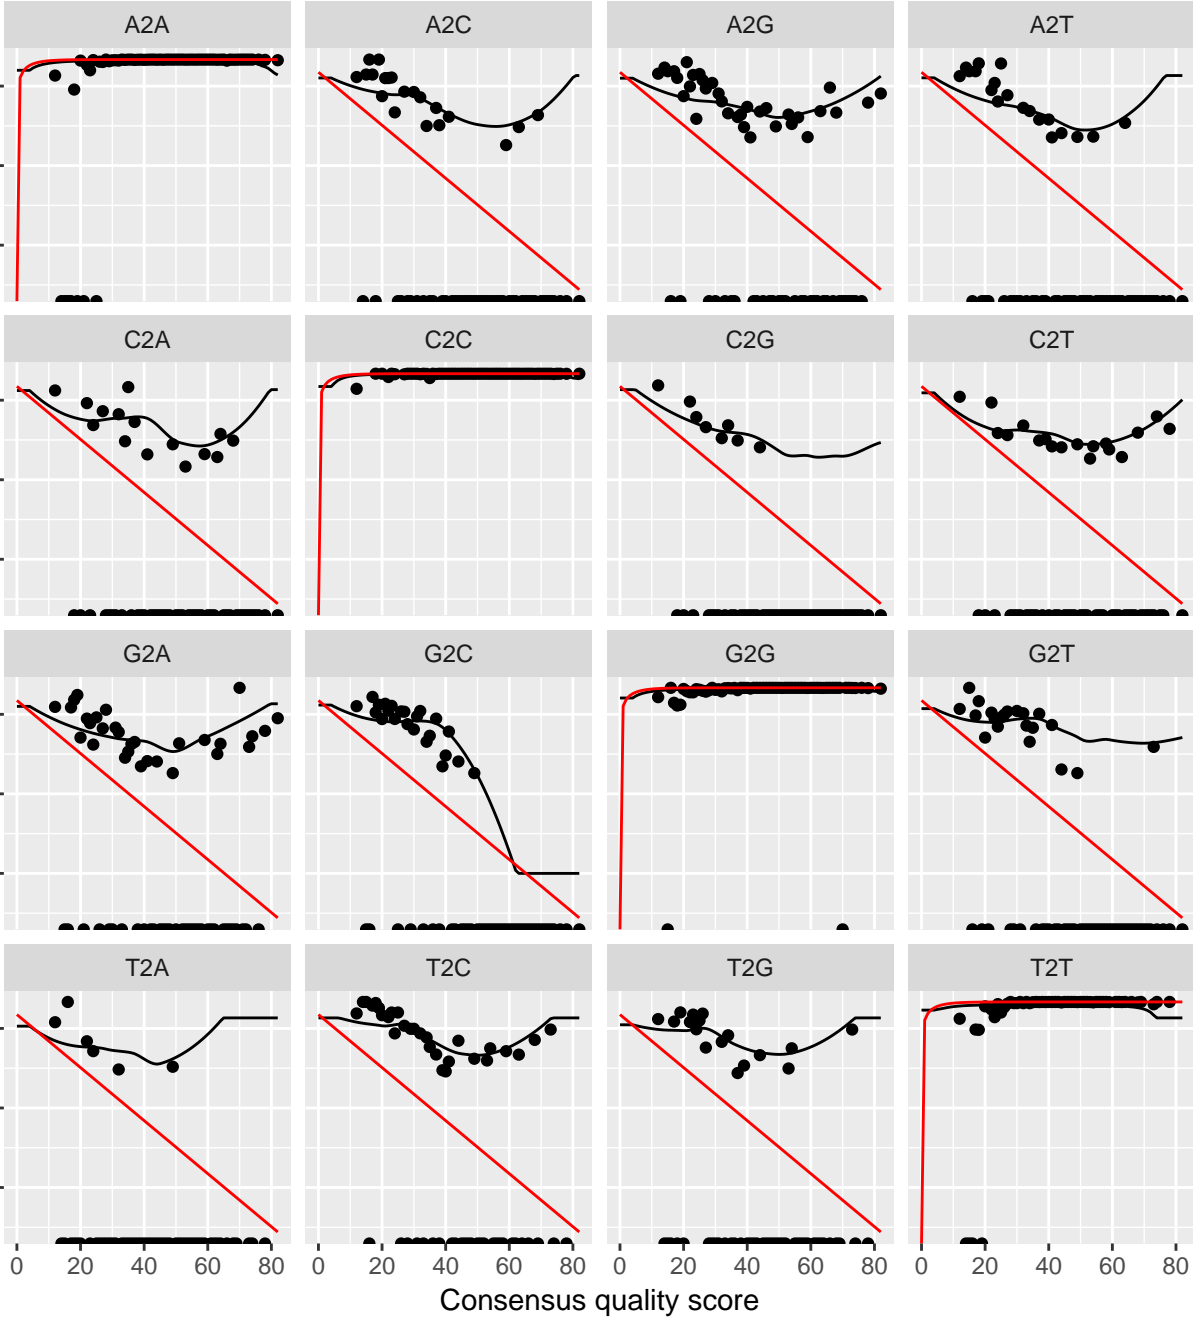 A2A A2C A2G A2T
C2A C2C C2G C2T
G2A G2C G2G G2T
T2A T2C T2G T2T
0 20 40 60 80 0 20 40 60 80 0 20 40 60 80 0 20 40 60 80
Consensus quality score